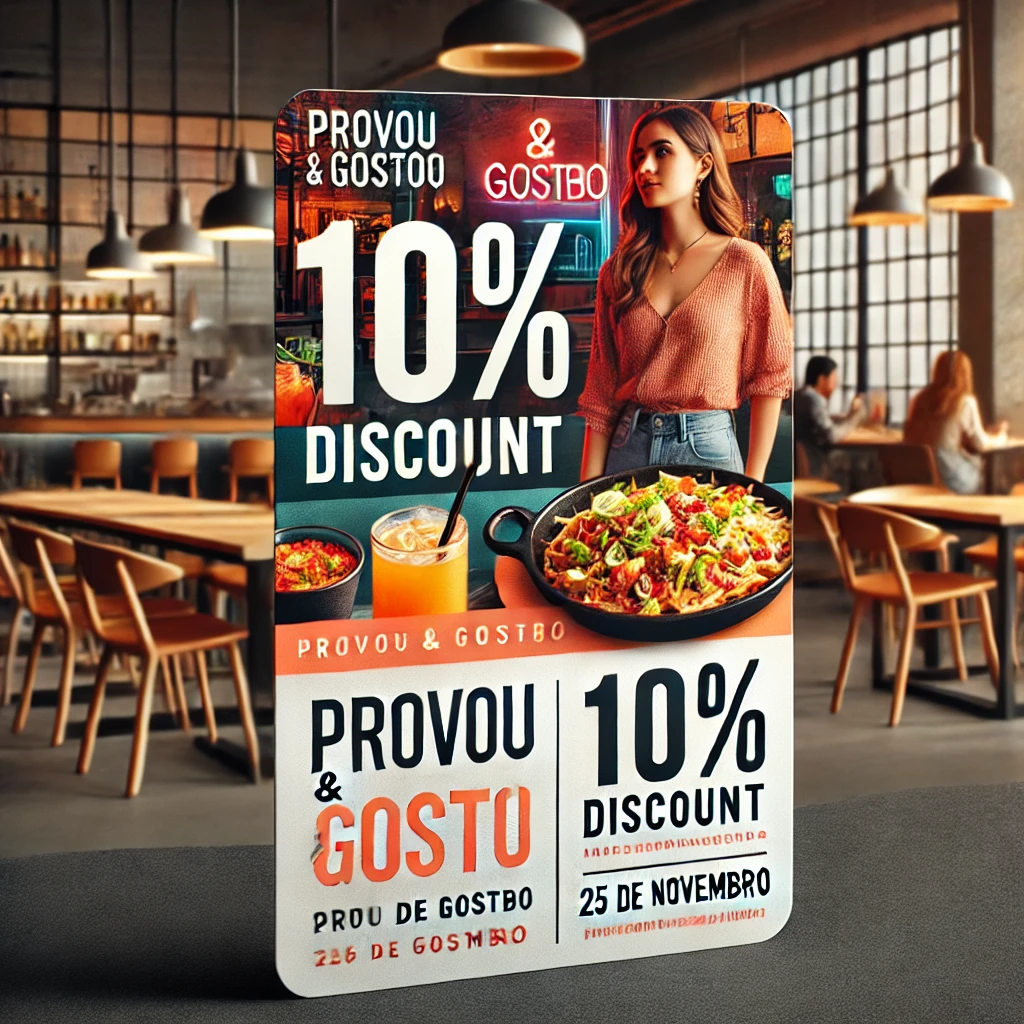 PROVOU
& GOSTOO
&
GOSTBO
10%
DISCOUNT
PROVOU & GOSTBO
PROVOU
&
GOSTO
PROU DE GOSTBO
10%
DISCOUNT
25 DE NOVEMBRO